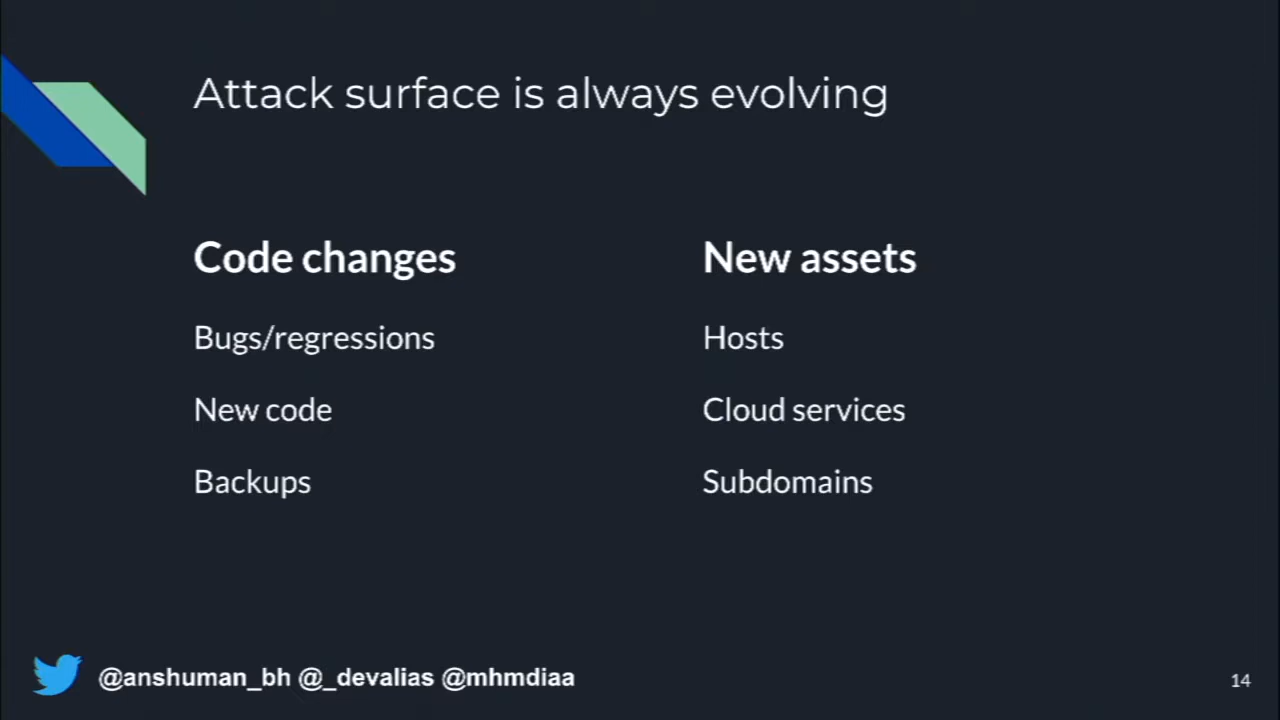 Attack surface is always evolving
Code changes
Bugs/regressions
New code
Backups
New assets
Hosts
Cloud services
Subdomains
@anshuman_bh @_devalias @mhmdiaa
14